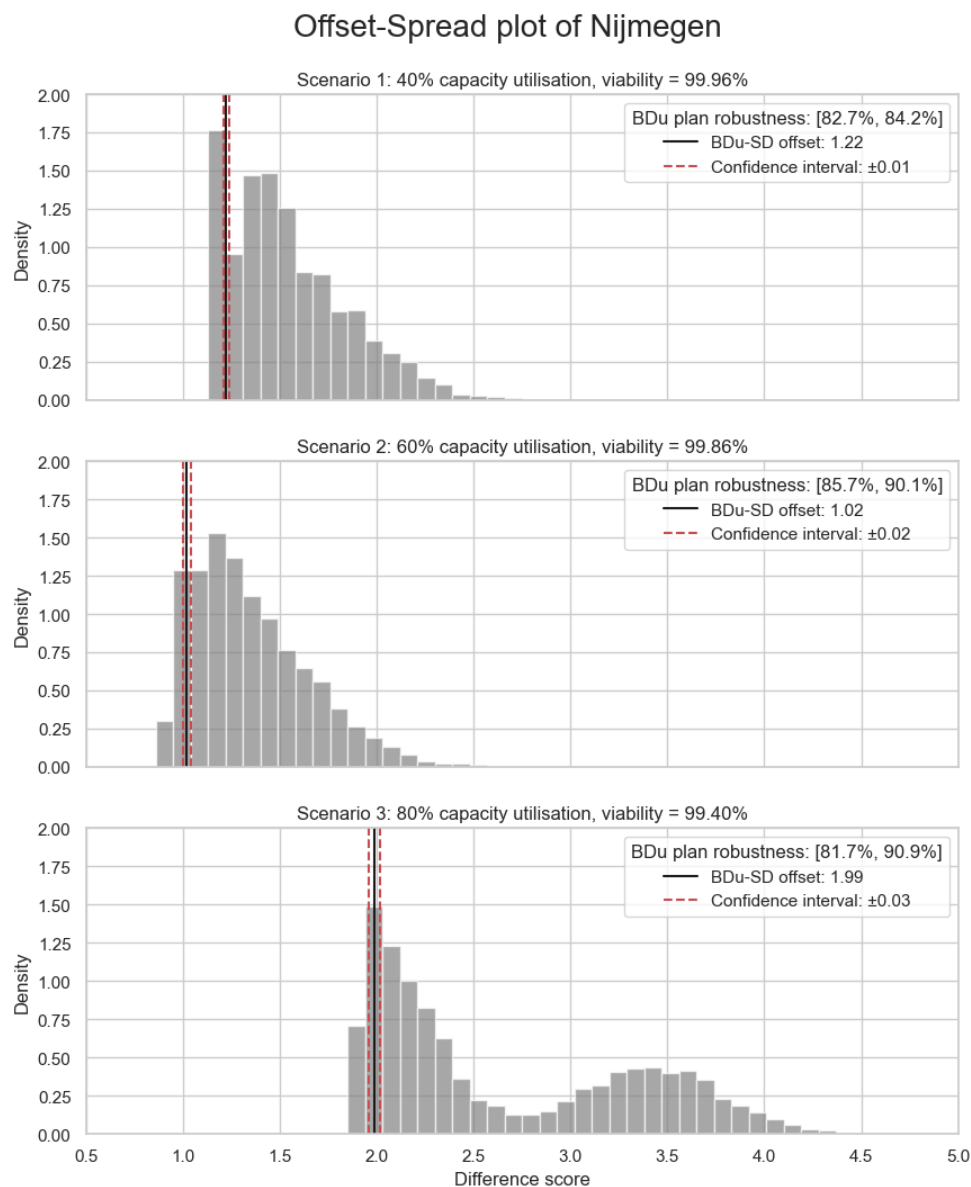 Offset-Spread plot of Nijmegen
Scenario 1: 40% capacity utilisation, viability = 99.96%
2.00
1.75
1.50
1.25
1.00
0.75
0.50
0.25
0.00
Density
BDu plan robustness: [82.7%, 84.2%]
BDu-SD offset: 1.22
Confidence interval: ±0.01
Scenario 2: 60% capacity utilisation, viability = 99.86%
2.00
1.75
1.50
1.25
1.00
0.75
0.50
0.25
0.00
Density
BDu plan robustness: [85.7%, 90.1%]
BDu-SD offset: 1.02
Confidence interval: ±0.02
Scenario 3: 80% capacity utilisation, viability = 99.40%
2.00
1.75
1.50
1.25
1.00
0.75
0.50
0.25
0.00
Density
BDu plan robustness: [81.7%, 90.9%]
BDu-SD offset: 1.99
Confidence interval: ±0.03
0.5 1.0 1.5 2.0 2.5 3.0 3.5 4.0 4.5 5.0
Difference score